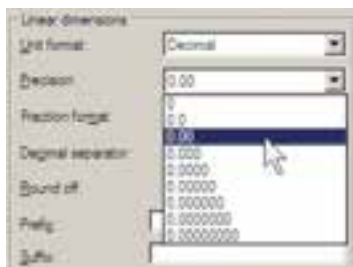 Linear dimensions
Unit format: Decimal
Precision 0.00
0
0.0
Fraction format: 0.00
0.000
Decimal separator: 0.0000
0.00000
Round off: 0.000000
0.0000000
Prefix: 0.00000000
Suffix: